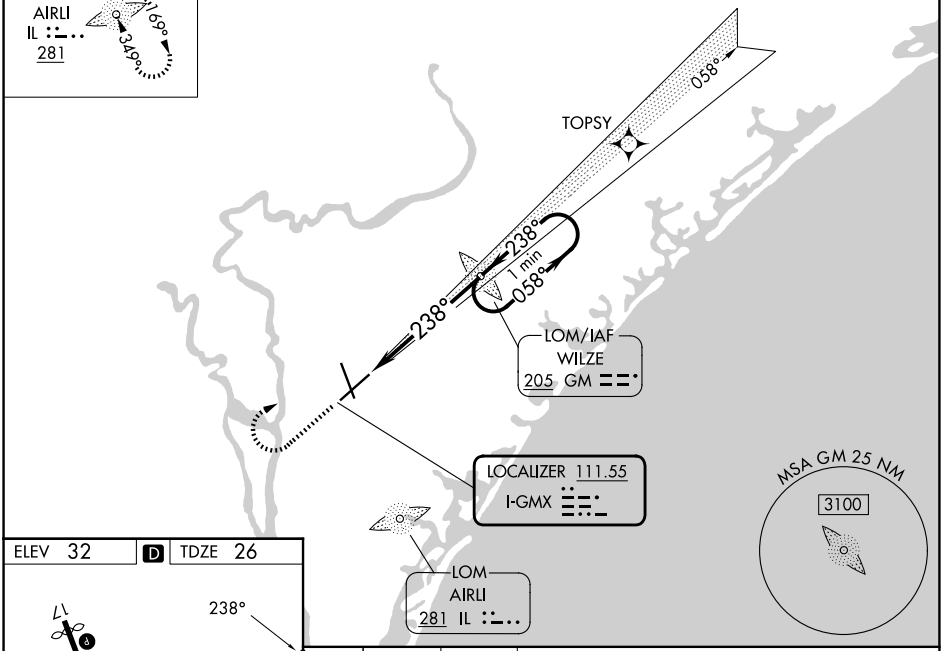 AIRLI
IL
281
169°
349°
058°
TOPSY
238°
1 min
058°
238°
LOM/IAF
WILZE
205 GM
LOCALIZER 111.55
I-GMX
MSA GM 25 NM
3100
LOM
AIRLI
281 IL
ELEV 32 D TDZE 26
17
P
238°